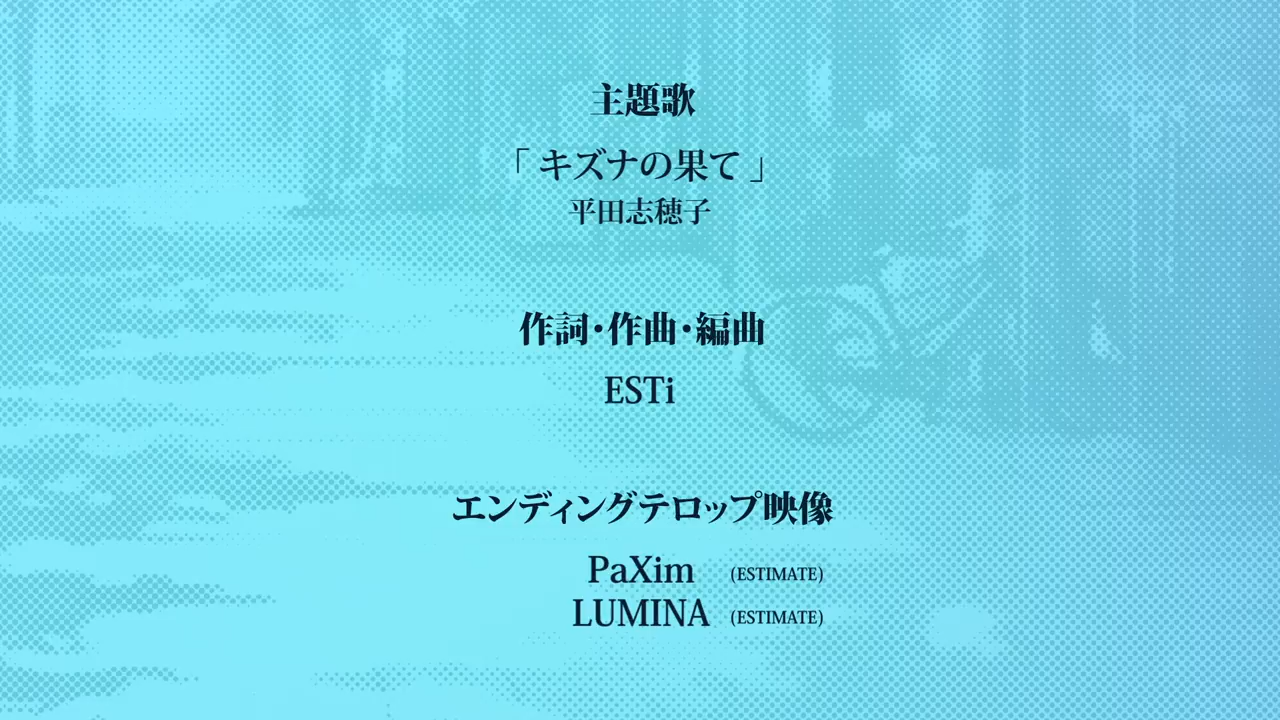 主題歌
「キズナの果て」
平田志穂子
作詞・作曲・編曲
ESTi
エンディングテロップ映像
PaXim (ESTIMATE)
LUMINA (ESTIMATE)